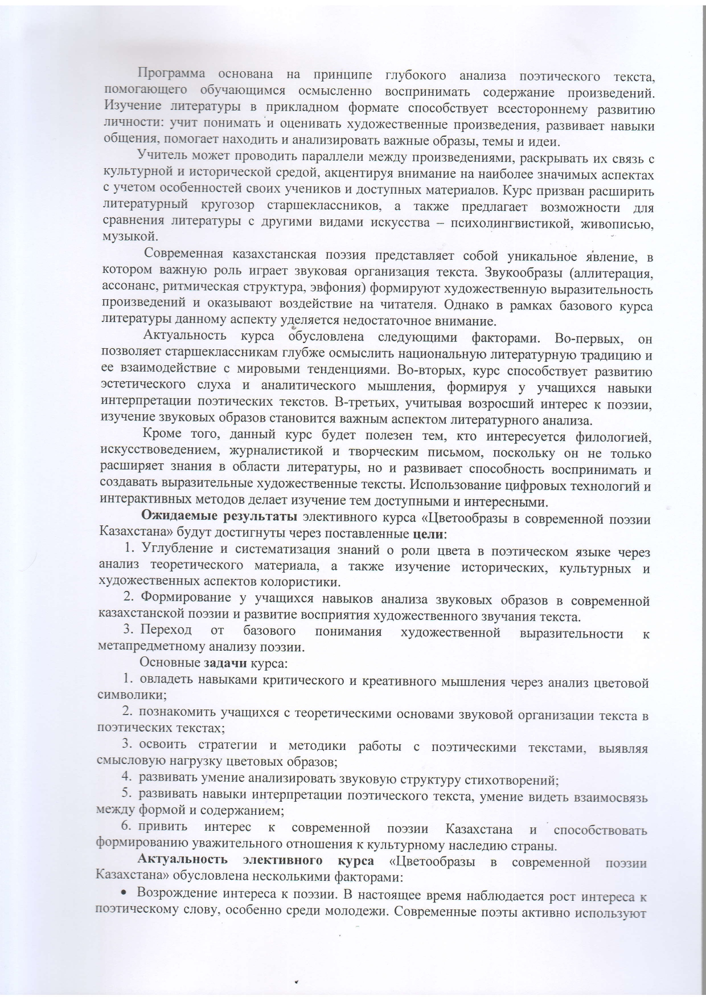 Программа основана на принципе глубокого анализа поэтического текста,
помогающего обучающимся осмысленно воспринимать содержание произведений.
Изучение литературы в прикладном формате способствует всестороннему развитию
личности: учит понимать и оценивать художественные произведения, развивает навыки
общения, помогает находить и анализировать важные образы, темы и идеи.
Учитель может проводить параллели между произведениями, раскрывать их связь с
культурной и исторической средой, акцентируя внимание на наиболее значимых аспектах
с учетом особенностей своих учеников и доступных материалов. Курс призван расширить
литературный кругозор старшеклассников, а также предлагает возможности для
сравнения литературы с другими видами искусства – психолингвистикой, живописью,
музыкой.
Современная казахстанская поэзия представляет собой уникальное явление, в
котором важную роль играет звуковая организация текста. Звукообразы (аллитерация,
ассонанс, ритмическая структура, эвфония) формируют художественную выразительность
произведений и оказывают воздействие на читателя. Однако в рамках базового курса
литературы данному аспекту уделяется недостаточное внимание.
Актуальность курса обусловлена следующими факторами. Во-первых, он
позволяет старшеклассникам глубже осмыслить национальную литературную традицию и
ее взаимодействие с мировыми тенденциями. Во-вторых, курс способствует развитию
эстетического слуха и аналитического мышления, формируя у учащихся навыки
интерпретации поэтических текстов. В-третьих, учитывая возросший интерес к поэзии,
изучение звуковых образов становится важным аспектом литературного анализа.
Кроме того, данный курс будет полезен тем, кто интересуется филологией,
искусствоведением, журналистикой и творческим письмом, поскольку он не только
расширяет знания в области литературы, но и развивает способность воспринимать и
создавать выразительные художественные тексты. Использование цифровых технологий и
интерактивных методов делает изучение тем доступными и интересными.
Ожидаемые результаты элективного курса «Цветообразы в современной поэзии
Казахстана» будут достигнуты через поставленные цели:
1. Углубление и систематизация знаний о роли цвета в поэтическом языке через
анализ теоретического материала, а также изучение исторических, культурных и
художественных аспектов колористики.
2. Формирование у учащихся навыков анализа звуковых образов в современной
казахстанской поэзии и развитие восприятия художественного звучания текста.
3. Переход от базового понимания художественной выразительности к
метапредметному анализу поэзии.
Основные задачи курса:
1. овладеть навыками критического и креативного мышления через анализ цветовой
символики;
2. познакомить учащихся с теоретическими основами звуковой организации текста в
поэтических текстах;
3. освоить стратегии и методики работы с поэтическими текстами, выявляя
смысловую нагрузку цветовых образов;
4. развивать умение анализировать звуковую структуру стихотворений;
5. развивать навыки интерпретации поэтического текста, умение видеть взаимосвязь
между формой и содержанием;
6. привить интерес к современной поэзии Казахстана и способствовать
формированию уважительного отношения к культурному наследию страны.
Актуальность элективного курса «Цветообразы в современной поэзии
Казахстана» обусловлена несколькими факторами:
• Возрождение интереса к поэзии. В настоящее время наблюдается рост интереса к
поэтическому слову, особенно среди молодежи. Современные поэты активно используют